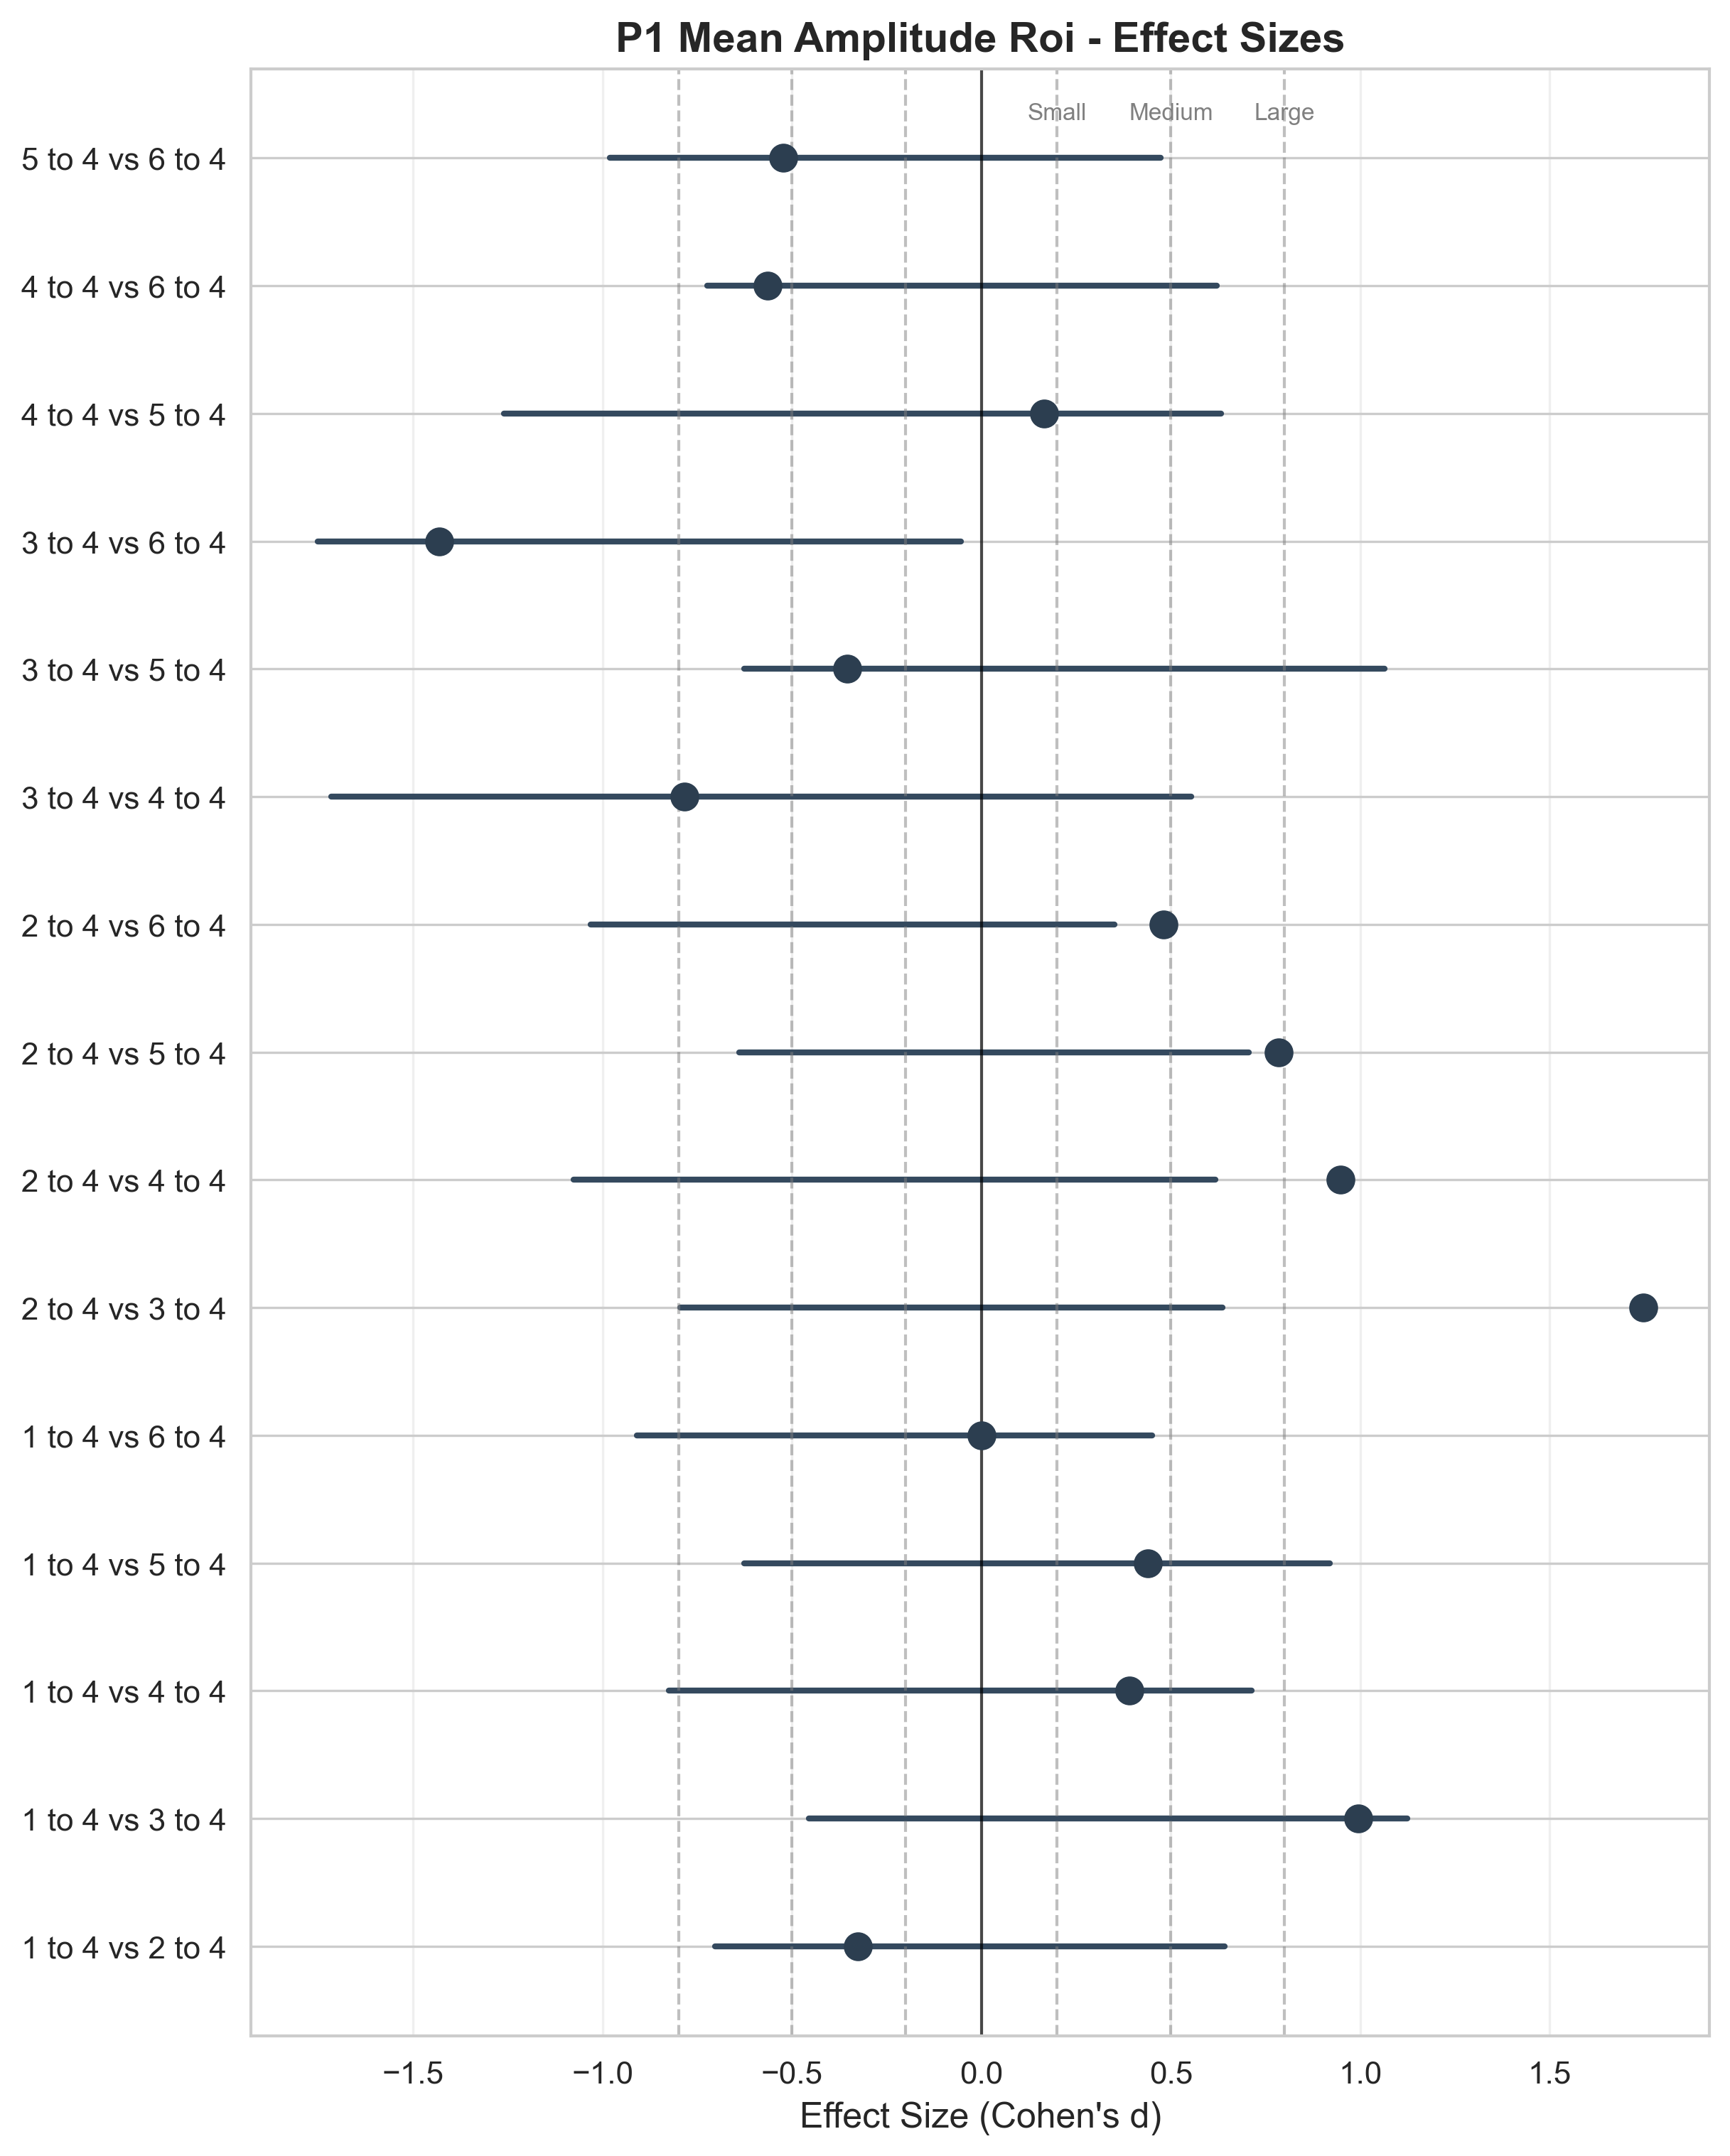 P1 Mean Amplitude Roi - Effect Sizes
Small Medium Large
5 to 4 vs 6 to 4
4 to 4 vs 6 to 4
4 to 4 vs 5 to 4
3 to 4 vs 6 to 4
3 to 4 vs 5 to 4
3 to 4 vs 4 to 4
2 to 4 vs 6 to 4
2 to 4 vs 5 to 4
2 to 4 vs 4 to 4
2 to 4 vs 3 to 4
1 to 4 vs 6 to 4
1 to 4 vs 5 to 4
1 to 4 vs 4 to 4
1 to 4 vs 3 to 4
1 to 4 vs 2 to 4
−1.5 −1.0 −0.5 0.0 0.5 1.0 1.5
Effect Size (Cohen's d)